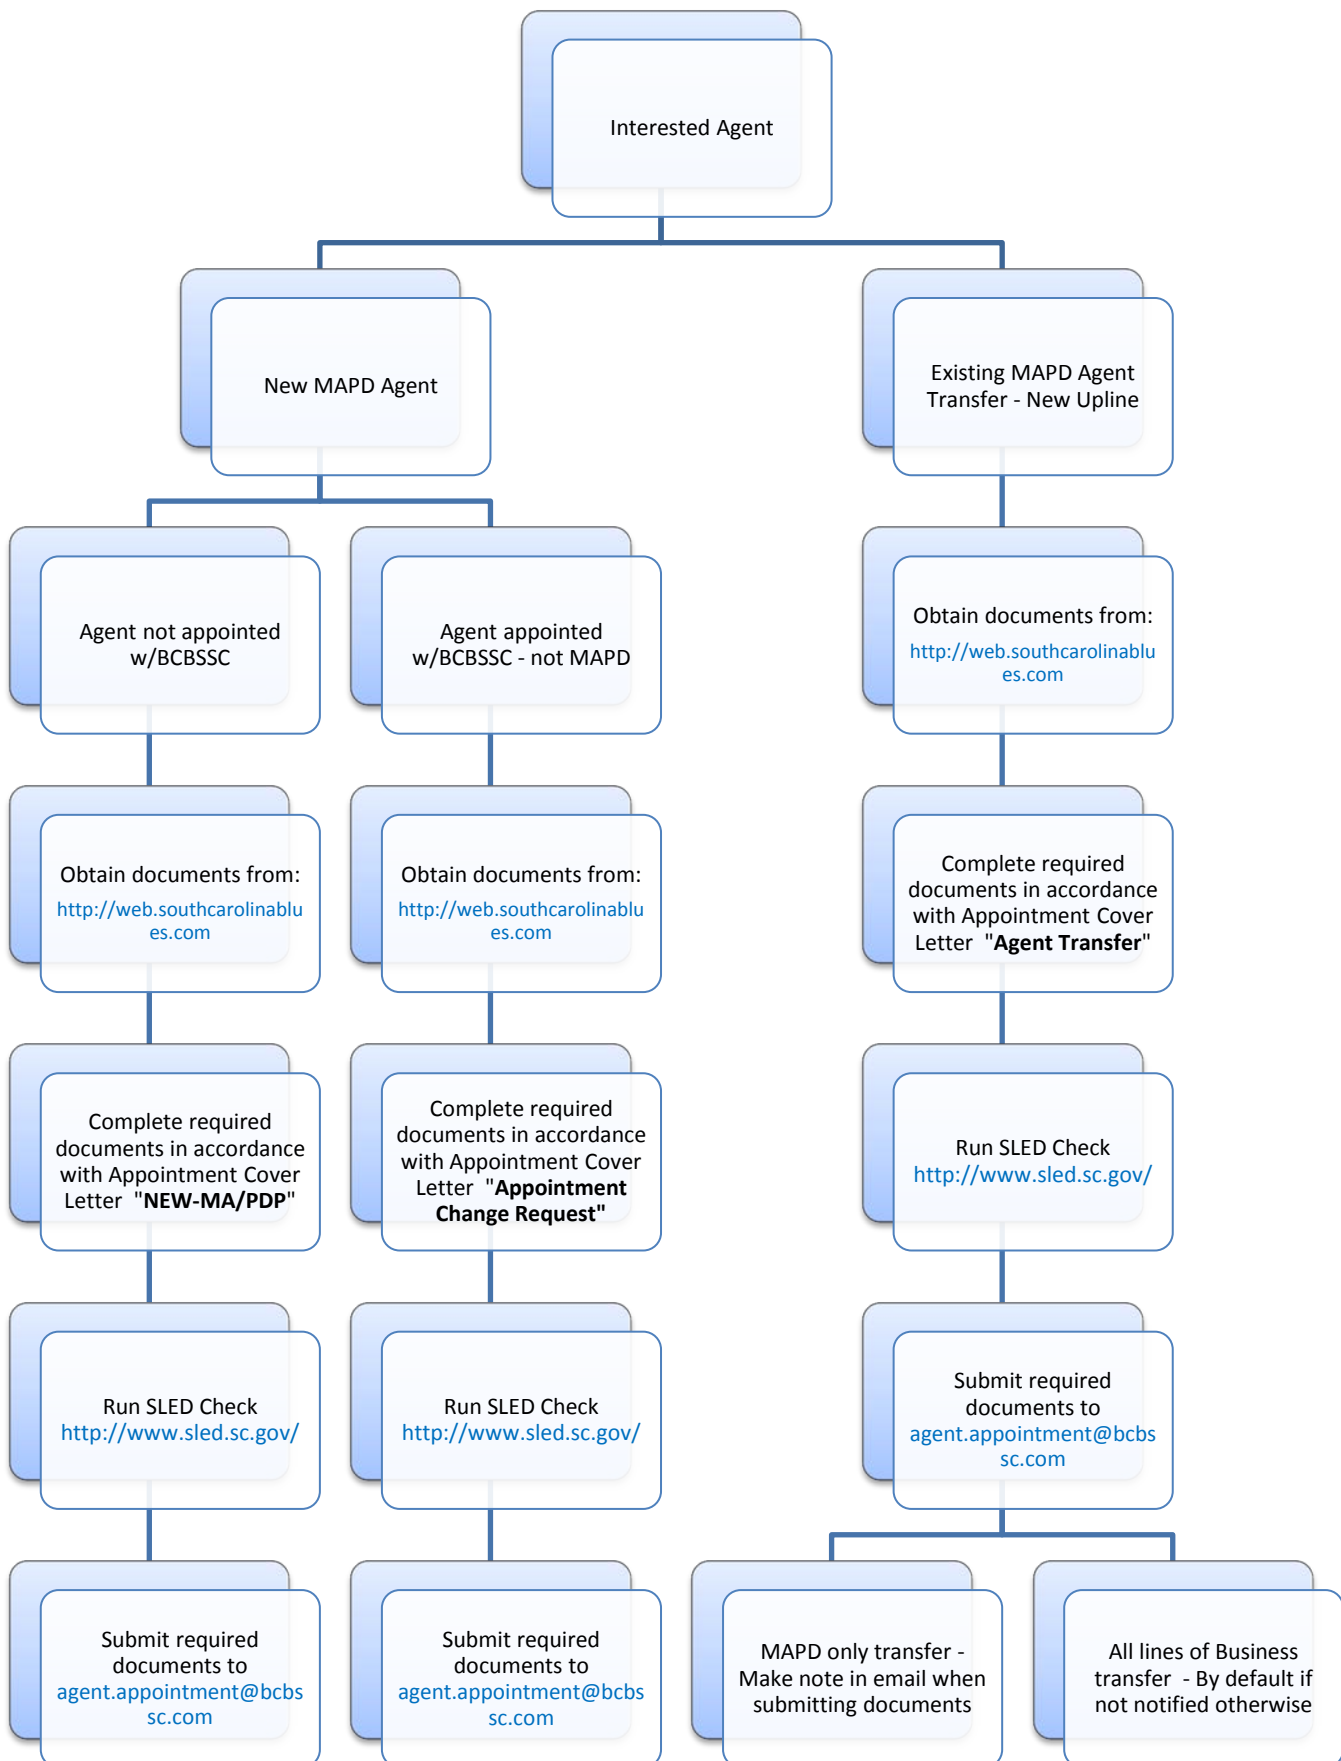 Interested Agent
New MAPD Agent
Existing MAPD Agent
Transfer - New Upline
Agent not appointed
w/BCBSSC
Agent appointed
w/BCBSSC - not MAPD
Obtain documents from:
http://web.southcarolinablu
es.com
Obtain documents from:
http://web.southcarolinablu
es.com
Obtain documents from:
http://web.southcarolinablu
es.com
Complete required
documents in accordance
with Appointment Cover
Letter "Agent Transfer"
Complete required
documents in accordance
with Appointment Cover
Letter "NEW-MA/PDP"
Complete required
documents in accordance
with Appointment Cover
Letter "Appointment
Change Request"
Run SLED Check
http://www.sled.sc.gov/
Run SLED Check
http://www.sled.sc.gov/
Run SLED Check
http://www.sled.sc.gov/
Submit required
documents to
agent.appointment@bcbs
sc.com
Submit required
documents to
agent.appointment@bcbs
sc.com
Submit required
documents to
agent.appointment@bcbs
sc.com
MAPD only transfer -
Make note in email when
submitting documents
All lines of Business
transfer - By default if
not notified otherwise